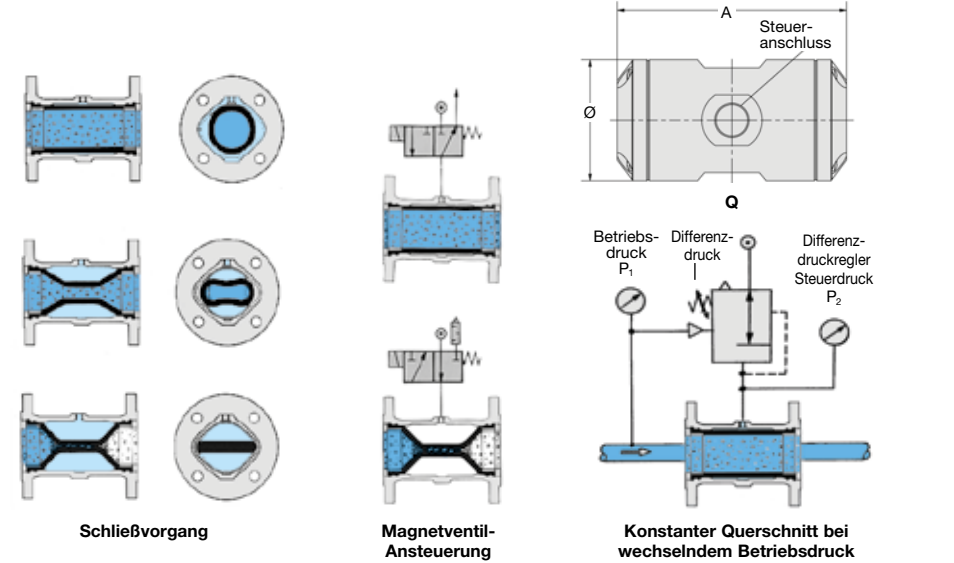 A
Steuer-
anschluss
Ø
Q
Betriebs-
druck
P₁
Differenz-
druck
Differenz-
druckregler
Steuerdruck
P₂
Schließvorgang
Magnetventil-
Ansteuerung
Konstanter Querschnitt bei
wechselndem Betriebsdruck